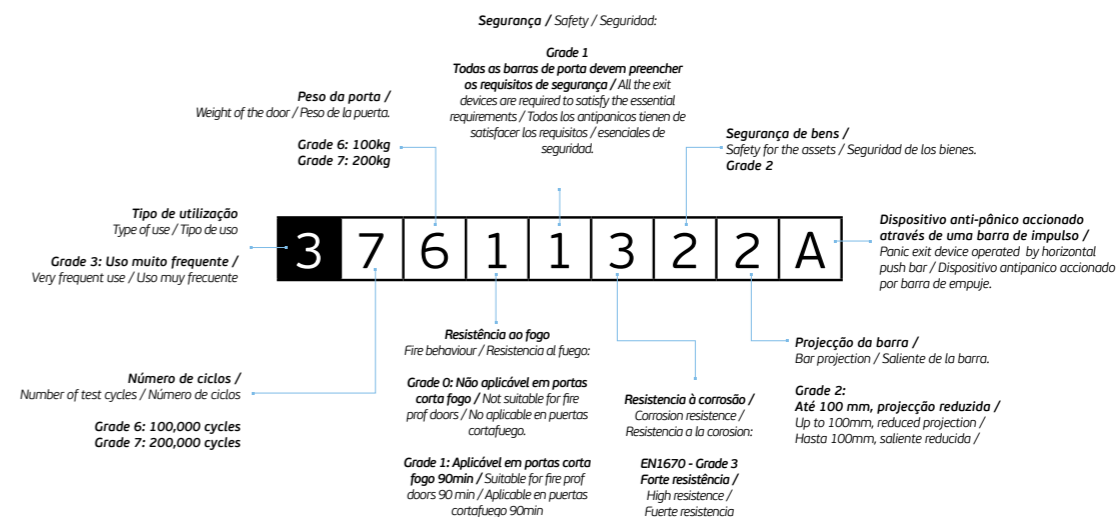 Segurança / Safety / Seguridad:
Grade 1
Todas as barras de porta devem preencher
os requisitos de segurança / All the exit
devices are required to satisfy the essential
requirements / Todos los antipanicos tienen de
satisfacer los requisitos / esenciales de
seguridad.
Peso da porta /
Weight of the door / Peso de la puerta.
Grade 6: 100kg
Grade 7: 200kg
Segurança de bens /
Safety for the assets / Seguridad de los bienes.
Grade 2
Tipo de utilização
Type of use / Tipo de uso
Grade 3: Uso muito frequente /
Very frequent use / Uso muy frecuente
3 7 6 1 1 3 2 2 A
Dispositivo anti-pânico accionado
através de uma barra de impulso /
Panic exit device operated by horizontal
push bar / Dispositivo antipanico accionado
por barra de empuje.
Número de ciclos /
Number of test cycles / Número de ciclos
Grade 6: 100,000 cycles
Grade 7: 200,000 cycles
Resistência ao fogo
Fire behaviour / Resistencia al fuego:
Grade 0: Não aplicável em portas
corta fogo / Not suitable for fire
prof doors / No aplicable en puertas
cortafuego.
Grade 1: Aplicável em portas corta
fogo 90min / Suitable for fire prof
doors 90 min / Aplicable en puertas
cortafuego 90min
Resistencia à corrosão /
Corrosion resistence /
Resistencia a la corosion:
EN1670 - Grade 3
Forte resistência /
High resistence /
Fuerte resistencia
Projecção da barra /
Bar projection / Saliente de la barra.
Grade 2:
Até 100 mm, projecção reduzida /
Up to 100mm, reduced projection /
Hasta 100mm, saliente reducida /